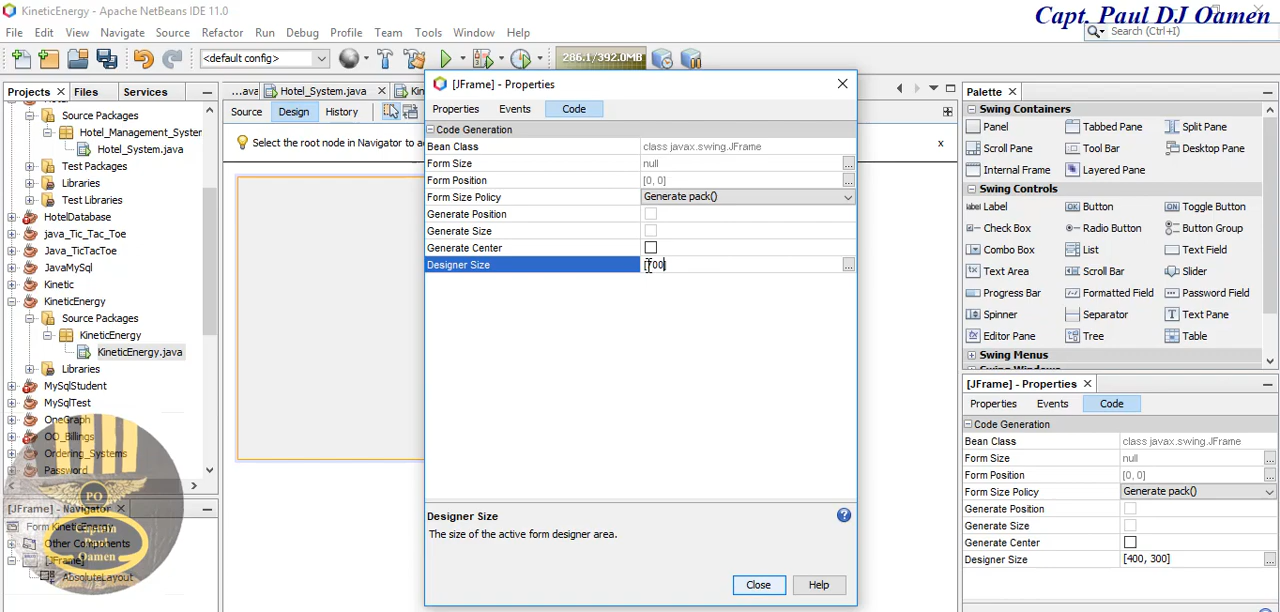 KineticEnergy - Apache NetBeans IDE 11.0
Capt. Paul DJ Oamen
File Edit View Navigate Source Refactor Run Debug Profile Team Tools Window Help
Search (Ctrl+I)
<default config>
286.1/392.0MB
Projects Files Services
Source Packages
Hotel_Management_System
Hotel_System.java
Test Packages
Libraries
Test Libraries
HotelDatabase
java_Tic_Tac_Toe
Java_TicTacToe
JavaMySql
Kinetic
KineticEnergy
Source Packages
KineticEnergy
KineticEnergy.java
Libraries
MySqlStudent
MySqlTest
OneGraph
OO_Billings
Ordering_Systems
Password
[JFrame] - Navigator
Form KineticEnergy
Other Components
[JFrame]
AbsoluteLayout
PO
Captain
Paul
Oamen
...ava Hotel_System.java
Source Design History
Select the root node in Navigator to
[JFrame] - Properties
Properties Events Code
Code Generation
Bean Class class javax.swing.JFrame
Form Size null ...
Form Position [0, 0] ...
Form Size Policy Generate pack()
Generate Position
Generate Size
Generate Center
Designer Size ...
Designer Size
The size of the active form designer area.
Close Help
Palette
Swing Containers
Panel Tabbed Pane Split Pane
Scroll Pane Tool Bar Desktop Pane
Internal Frame Layered Pane
Swing Controls
label Label Button Toggle Button
Check Box Radio Button Button Group
Combo Box List Text Field
Text Area Scroll Bar Slider
Progress Bar Formatted Field Password Field
Spinner Separator Text Pane
Editor Pane Tree Table
Swing Menus
[JFrame] - Properties
Properties Events Code
Code Generation
Bean Class class javax.swing.JFrame
Form Size null ...
Form Position [0, 0] ...
Form Size Policy Generate pack()
Generate Position
Generate Size
Generate Center
Designer Size [400, 300] ...